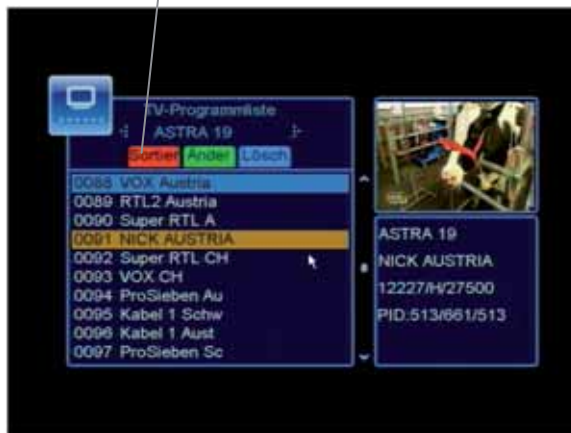 TV-Programmliste
ASTRA 19
Sortier Änder Lösch
0088 VOX Austria
0089 RTL2 Austria
0090 Super RTL A
0091 NICK AUSTRIA
0092 Super RTL CH
0093 VOX CH
0094 ProSieben Au
0095 Kabel 1 Schw
0096 Kabel 1 Aust
0097 ProSieben Sc
ASTRA 19
NICK AUSTRIA
12227/H/27500
PID:513/661/513